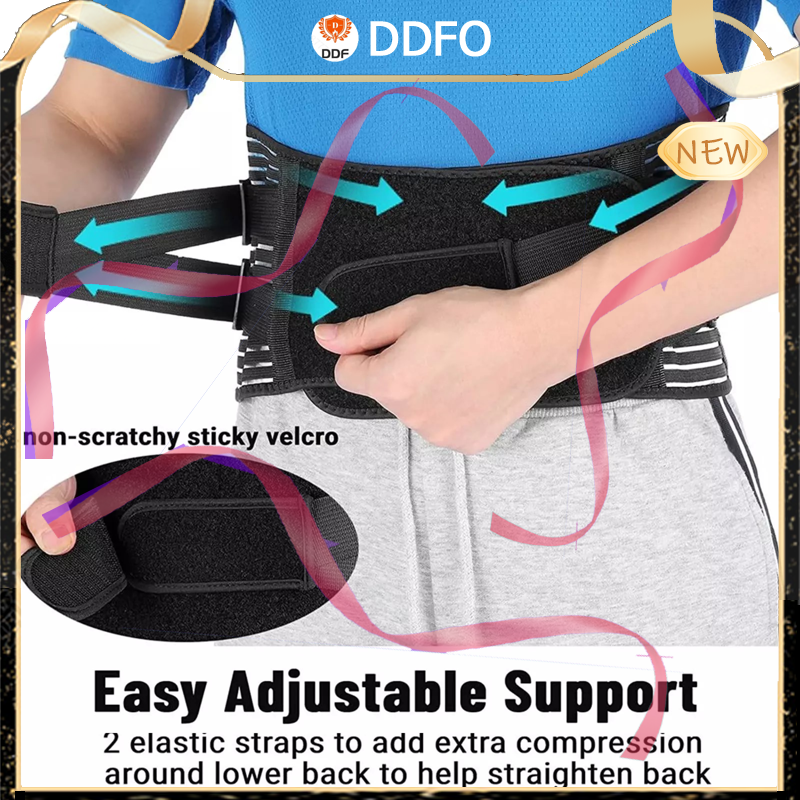 DDF
DDFO
NEW
non-scratchy sticky velcro
Easy Adjustable Support
2 elastic straps to add extra compression
around lower back to help straighten back